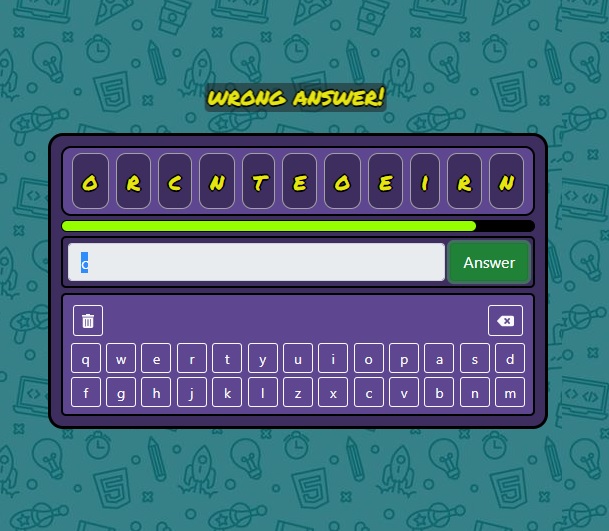 WRONG ANSWER!
O R C N T E O E I R N
d Answer
q w e r t y u i o p a s d
f g h j k l z x c v b n m